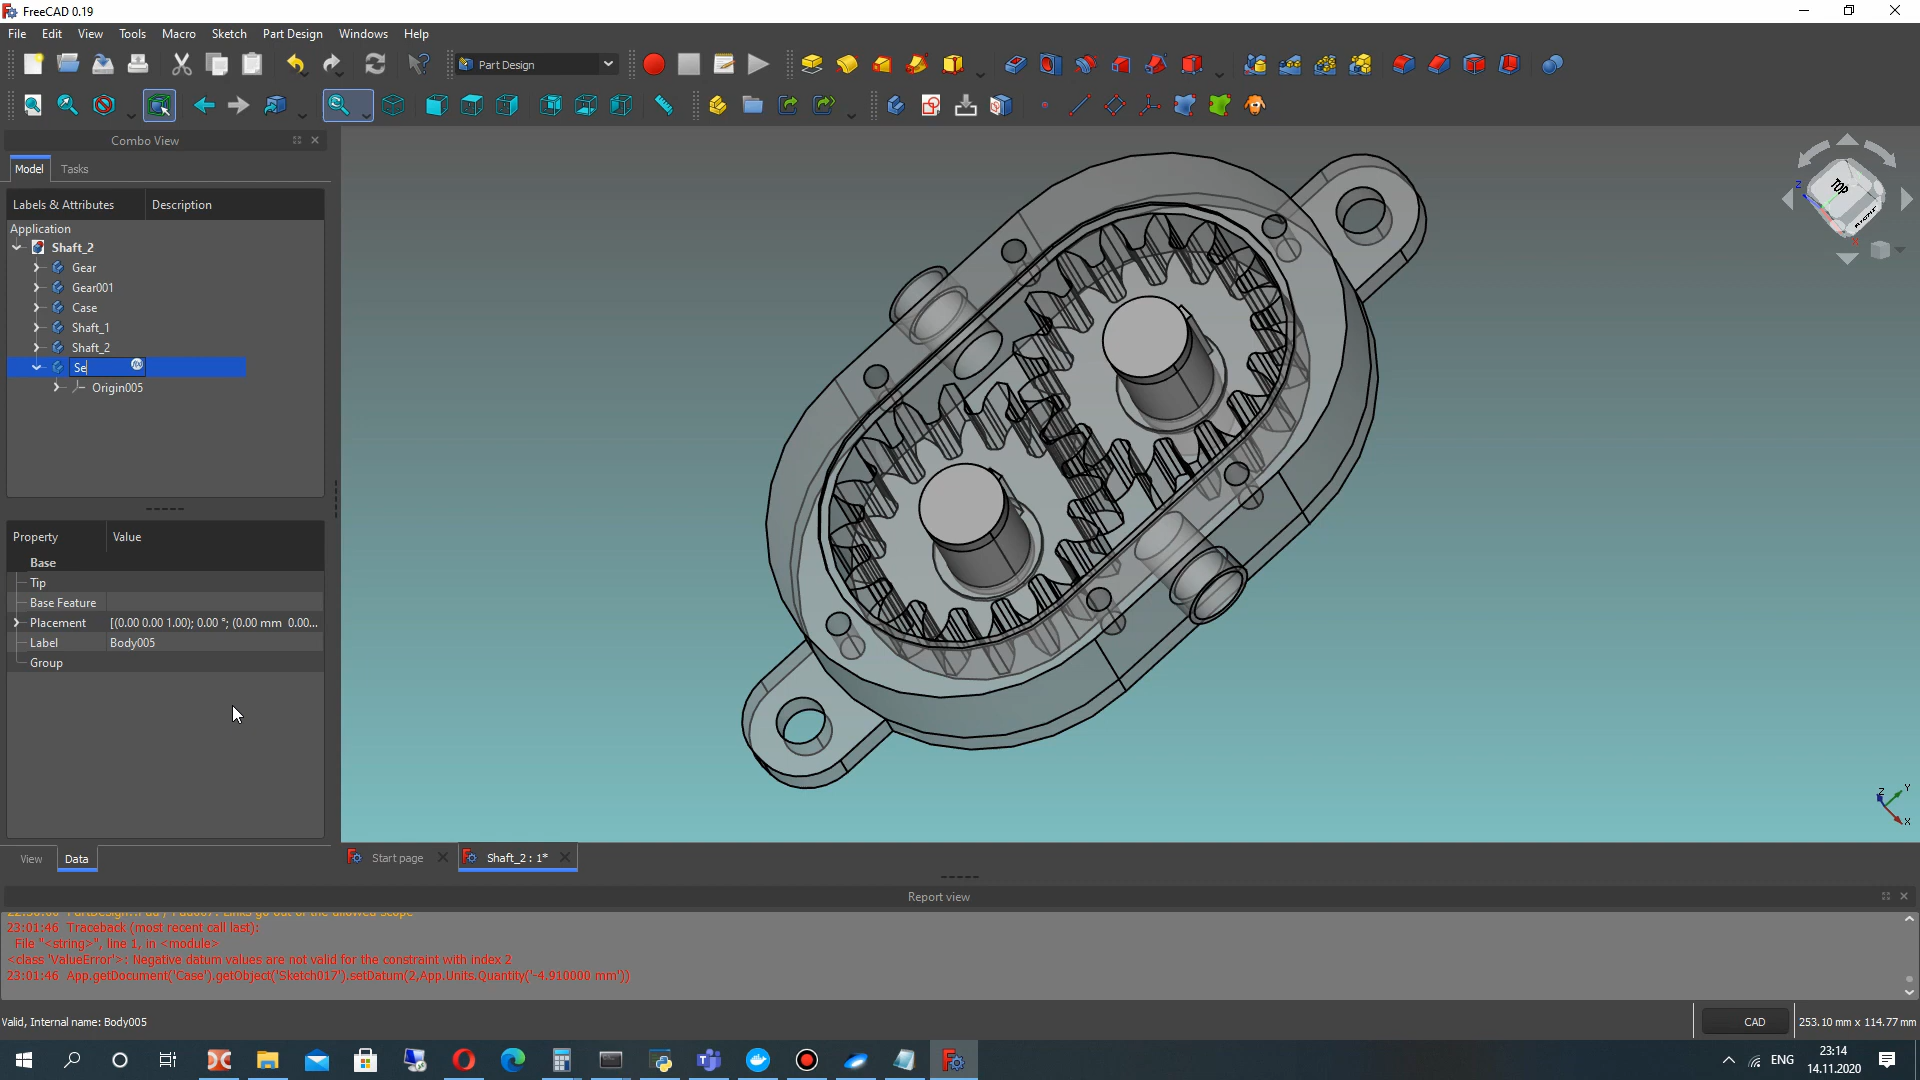 FreeCAD 0.19
File Edit View Tools Macro Sketch Part Design Windows Help
Part Design
Combo View
Model Tasks
Labels & Attributes Description
Application
Shaft_2
Gear
Gear001
Case
Shaft_1
Shaft_2
Se
Origin005
Property Value
Base
Tip
Base Feature
Placement [(0.00 0.00 1.00); 0.00 °; (0.00 mm 0.00...
Label Body005
Group
TOP
Z
X
Z
Y
X
View Data
Start page
Shaft_2 : 1*
Report view
23:01:46 Traceback (most recent call last):
File "<string>", line 1, in <module>
<class 'ValueError'>: Negative datum values are not valid for the constraint with index 2
23:01:46 App.getDocument('Case').getObject('Sketch017').setDatum(2,App.Units.Quantity('-4.910000 mm'))
Valid, Internal name: Body005
CAD
253.10 mm x 114.77 mm
ENG
23:14
14.11.2020